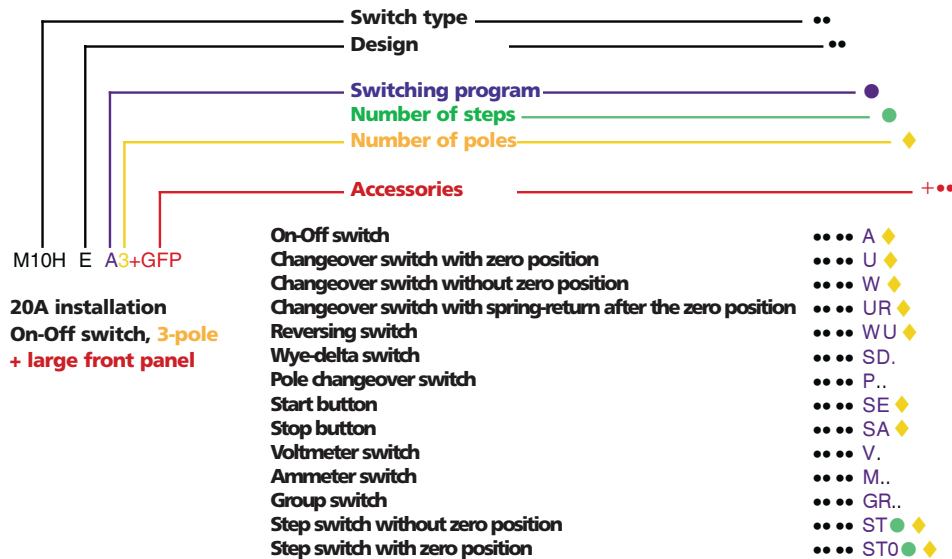 Switch type ••
Design ••
Switching program ●
Number of steps ●
Number of poles ◆
Accessories +••
M10H E A3+GFP
20A installation
On-Off switch, 3-pole
+ large front panel
On-Off switch •• •• A ◆
Changeover switch with zero position •• •• U ◆
Changeover switch without zero position •• •• W ◆
Changeover switch with spring-return after the zero position •• •• UR ◆
Reversing switch •• •• WU ◆
Wye-delta switch •• •• SD.
Pole changeover switch •• •• P..
Start button •• •• SE ◆
Stop button •• •• SA ◆
Voltmeter switch •• •• V.
Ammeter switch •• •• M..
Group switch •• •• GR..
Step switch without zero position •• •• ST● ◆
Step switch with zero position •• •• ST0● ◆